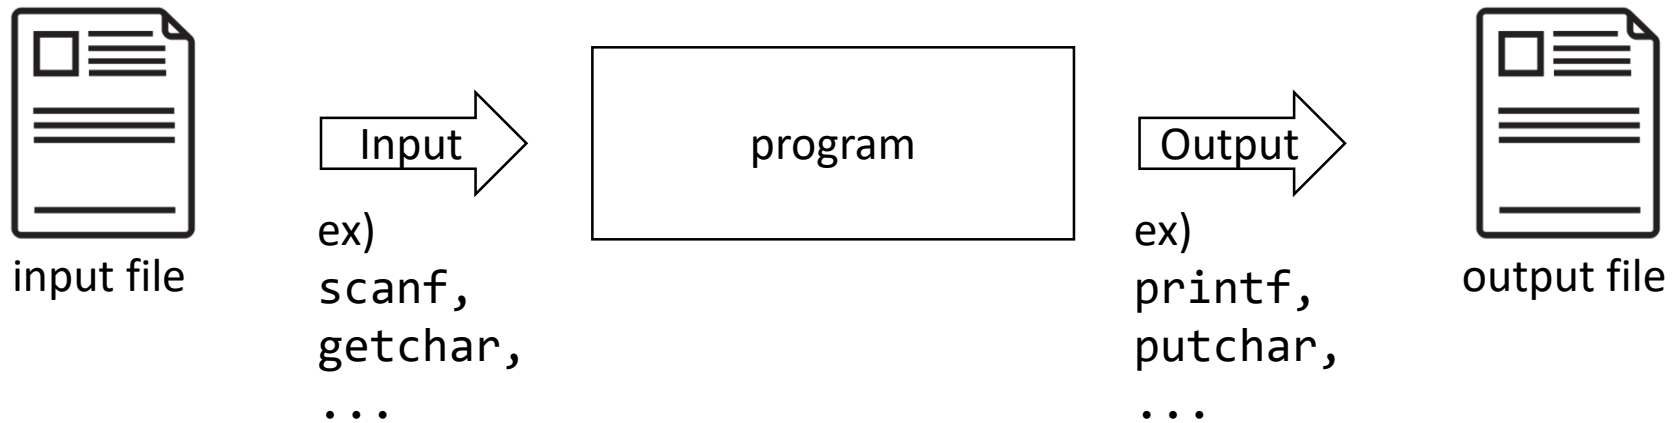 input file
Input
ex)
scanf,
getchar,
...
program
Output
ex)
printf,
putchar,
...
output file